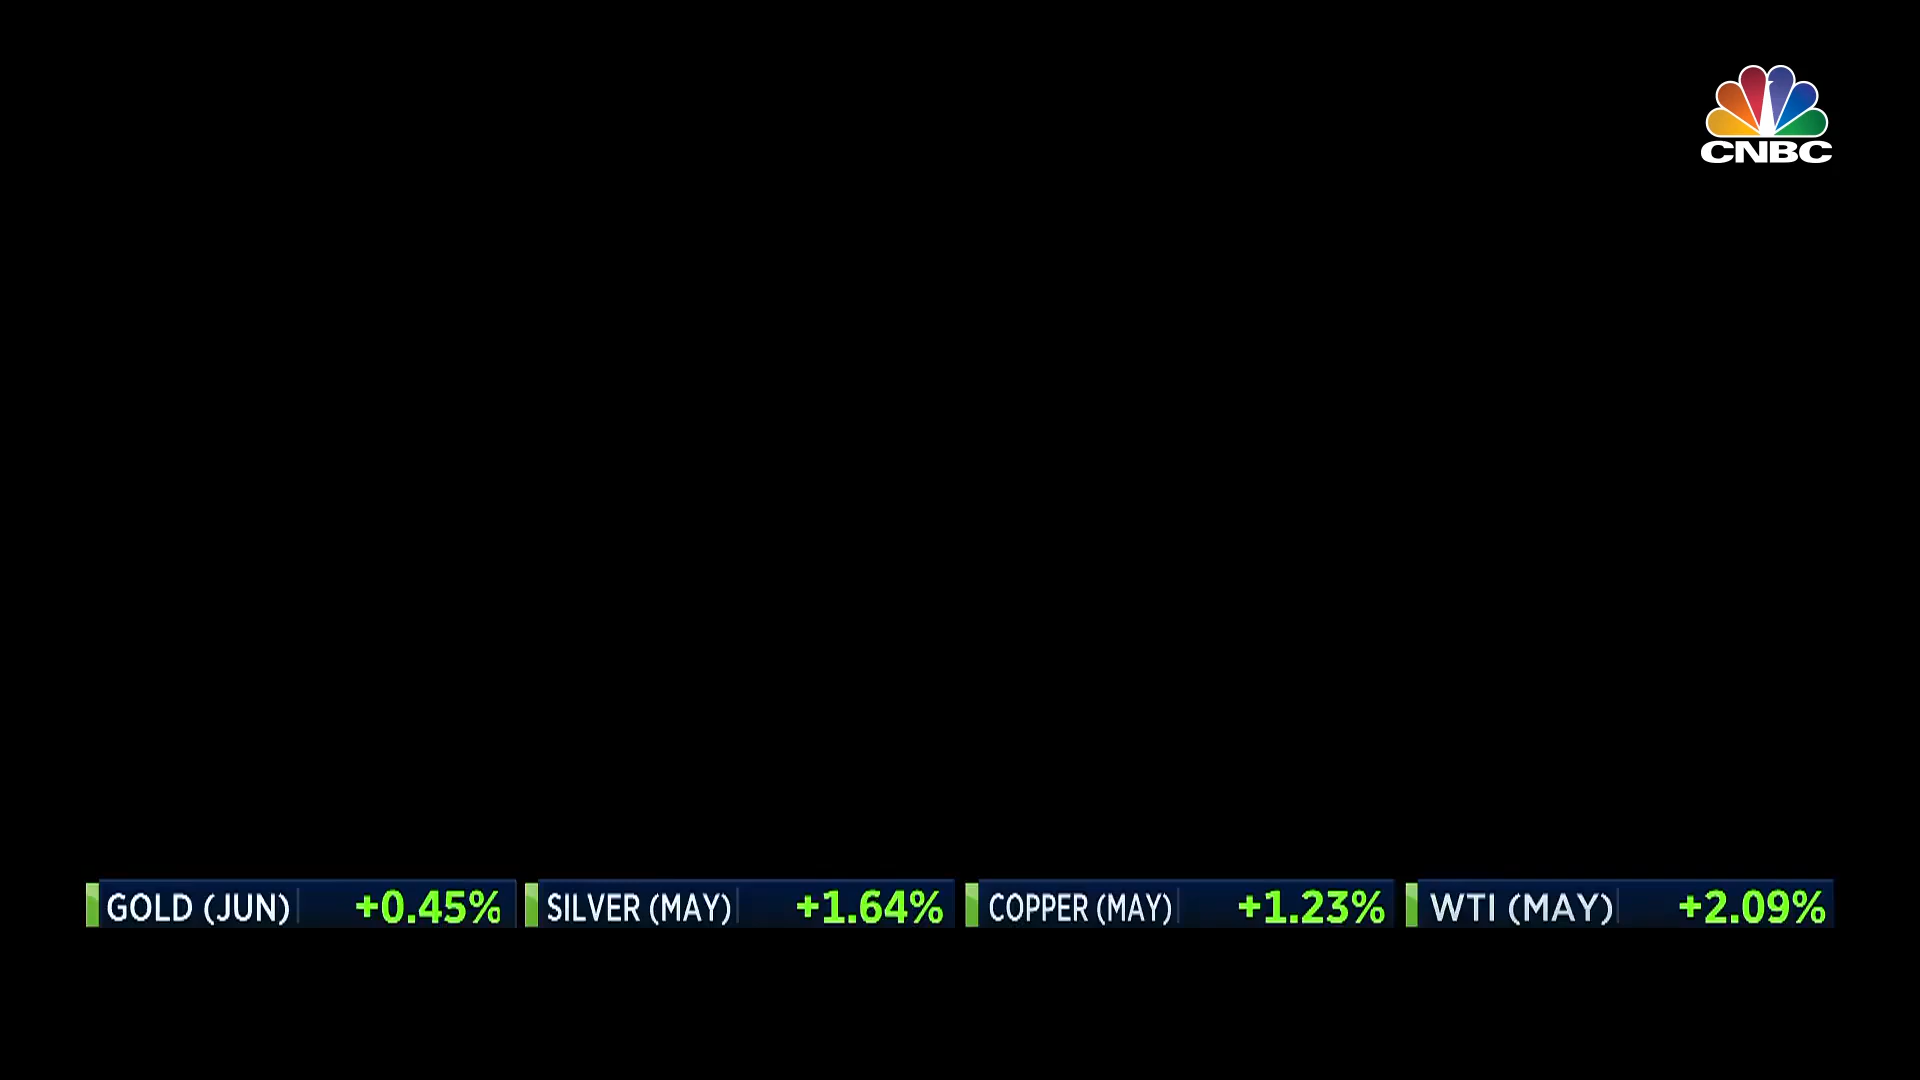 CNBC
GOLD (JUN) +0.45% SILVER (MAY) +1.64% COPPER (MAY) +1.23% WTI (MAY) +2.09%